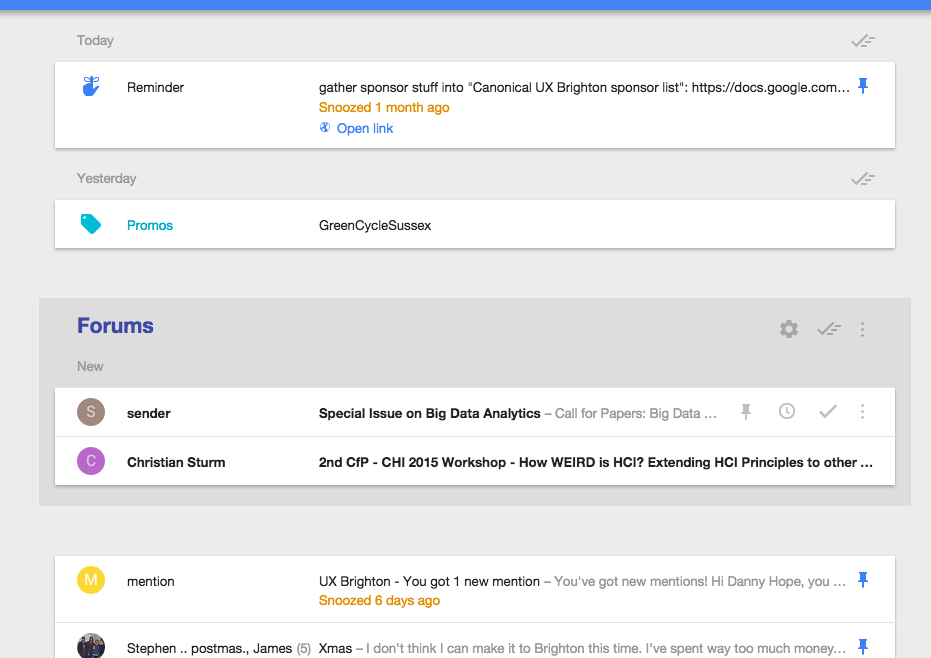 Today
Reminder gather sponsor stuff into "Canonical UX Brighton sponsor list": https://docs.google.com…
Snoozed 1 month ago
Open link
Yesterday
Promos GreenCycleSussex
Forums
New
S sender Special Issue on Big Data Analytics – Call for Papers: Big Data …
C Christian Sturm 2nd CfP - CHI 2015 Workshop - How WEIRD is HCI? Extending HCI Principles to other …
M mention UX Brighton - You got 1 new mention – You've got new mentions! Hi Danny Hope, you …
Snoozed 6 days ago
Stephen .. postmas., James (5) Xmas – I don't think I can make it to Brighton this time. I've spent way too much money…